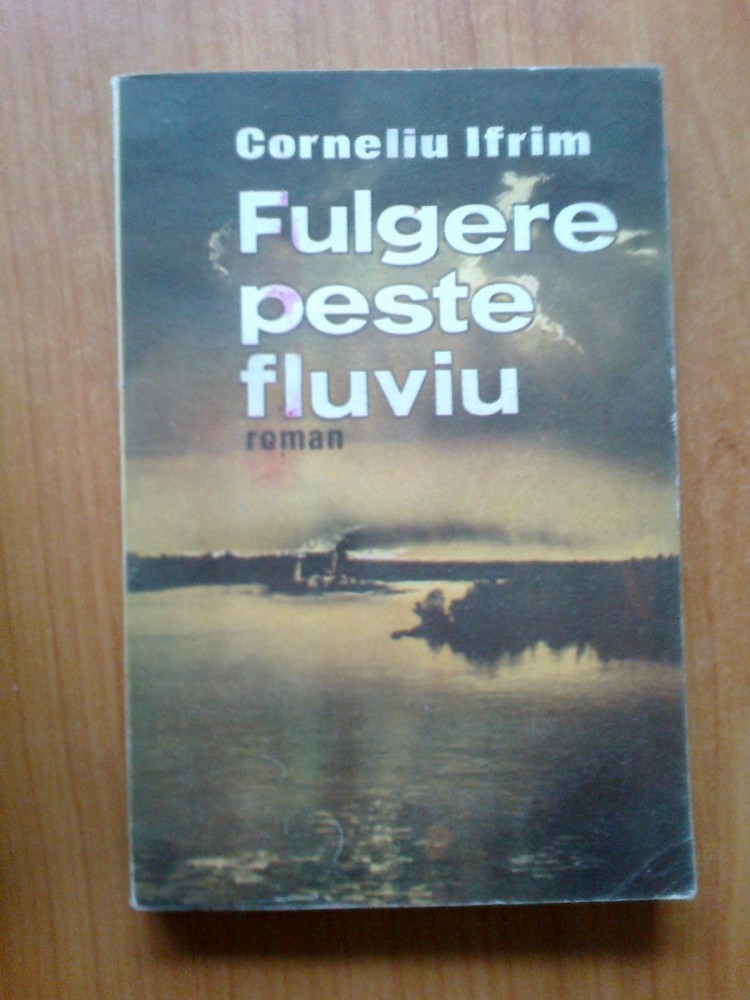 Corneliu Ifrim
Fulgere
peste
fluviu
roman